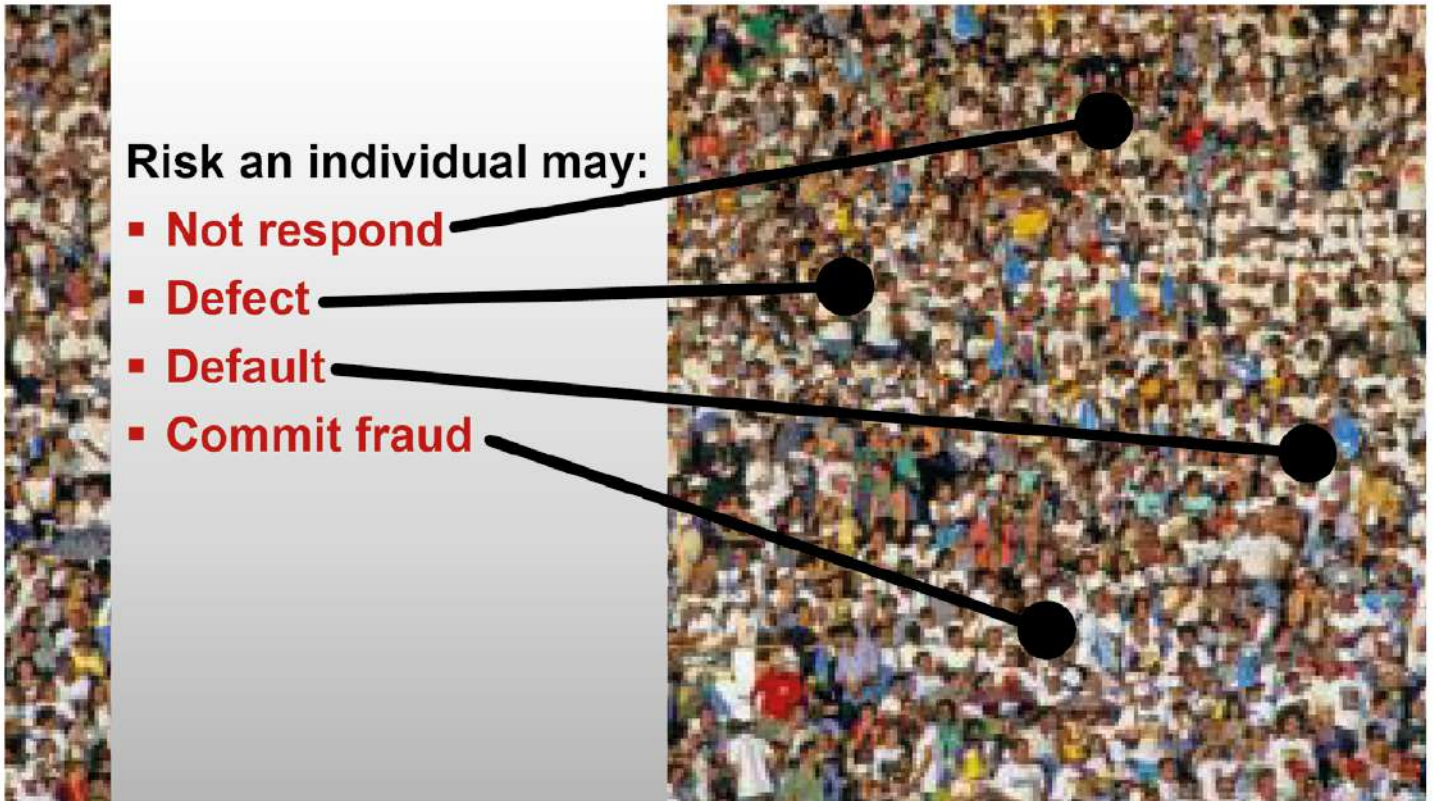 Risk an individual may:
▪ Not respond
▪ Defect
▪ Default
▪ Commit fraud